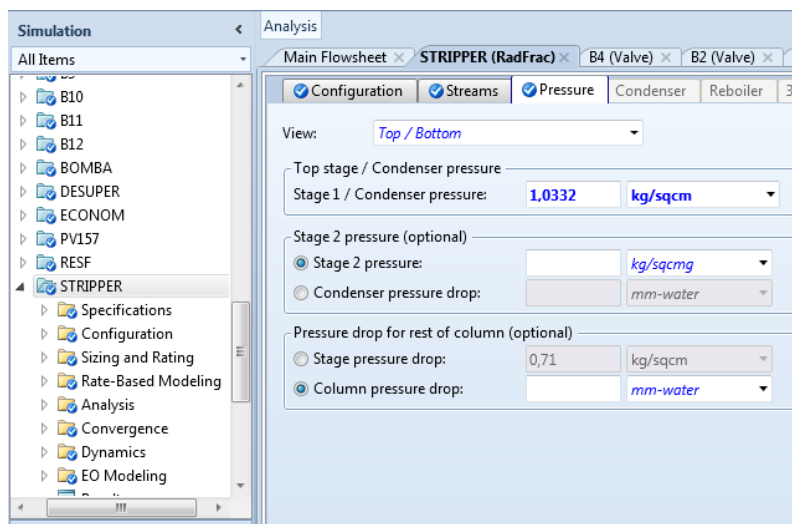 Simulation
All Items
B10
B11
B12
BOMBA
DESUPER
ECONOM
PV157
RESF
STRIPPER
Specifications
Configuration
Sizing and Rating
Rate-Based Modeling
Analysis
Convergence
Dynamics
EO Modeling
Analysis
Main Flowsheet STRIPPER (RadFrac) B4 (Valve) B2 (Valve)
Configuration Streams Pressure Condenser Reboiler 3
View: Top / Bottom
Top stage / Condenser pressure
Stage 1 / Condenser pressure: 1,0332 kg/sqcm
Stage 2 pressure (optional)
Stage 2 pressure: kg/sqcmg
Condenser pressure drop: mm-water
Pressure drop for rest of column (optional)
Stage pressure drop: 0,71 kg/sqcm
Column pressure drop: mm-water